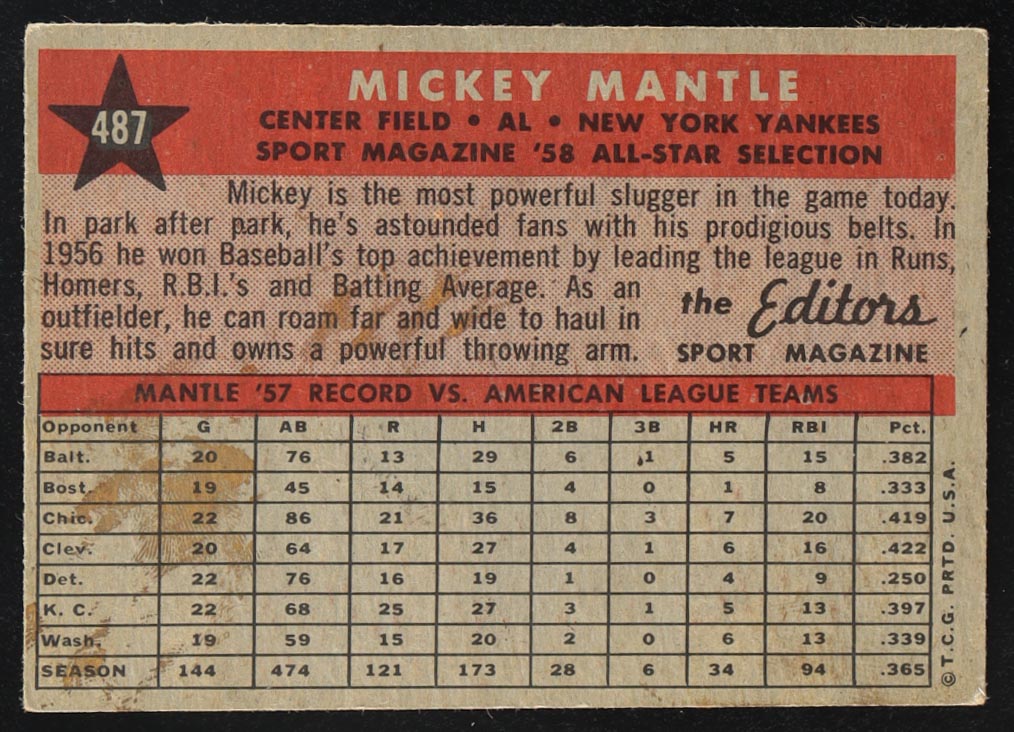 487
MICKEY MANTLE
CENTER FIELD • AL • NEW YORK YANKEES
SPORT MAGAZINE '58 ALL-STAR SELECTION
Mickey is the most powerful slugger in the game today.
In park after park, he's astounded fans with his prodigious belts. In
1956 he won Baseball's top achievement by leading the league in Runs,
Homers, R.B.I.'s and Batting Average. As an
outfielder, he can roam far and wide to haul in
sure hits and owns a powerful throwing arm.
the Editors
SPORT MAGAZINE
MANTLE '57 RECORD VS. AMERICAN LEAGUE TEAMS
Opponent G AB R H 2B 3B HR RBI Pct.
Balt. 20 76 13 29 6 1 5 15 .382
Bost. 19 45 14 15 4 0 1 8 .333
Chic. 22 86 21 36 8 3 7 20 .419
Clev. 20 64 17 27 4 1 6 16 .422
Det. 22 76 16 19 1 0 4 9 .250
K. C. 22 68 25 27 3 1 5 13 .397
Wash. 19 59 15 20 2 0 6 13 .339
SEASON 144 474 121 173 28 6 34 94 .365
©T.C.G. PRTD. U.S.A.